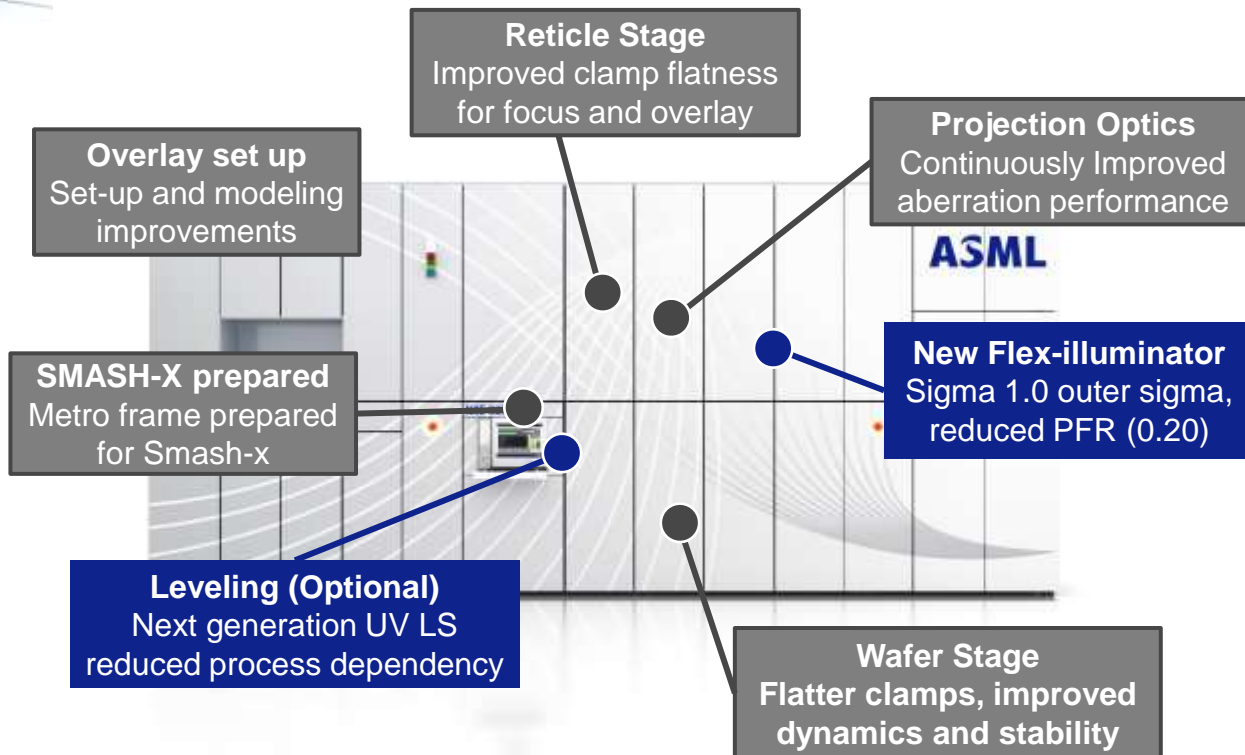 Reticle Stage
Improved clamp flatness
for focus and overlay
Projection Optics
Continuously Improved
aberration performance
Overlay set up
Set-up and modeling
improvements
ASML
New Flex-illuminator
Sigma 1.0 outer sigma,
reduced PFR (0.20)
SMASH-X prepared
Metro frame prepared
for Smash-x
Leveling (Optional)
Next generation UV LS
reduced process dependency
Wafer Stage
Flatter clamps, improved
dynamics and stability